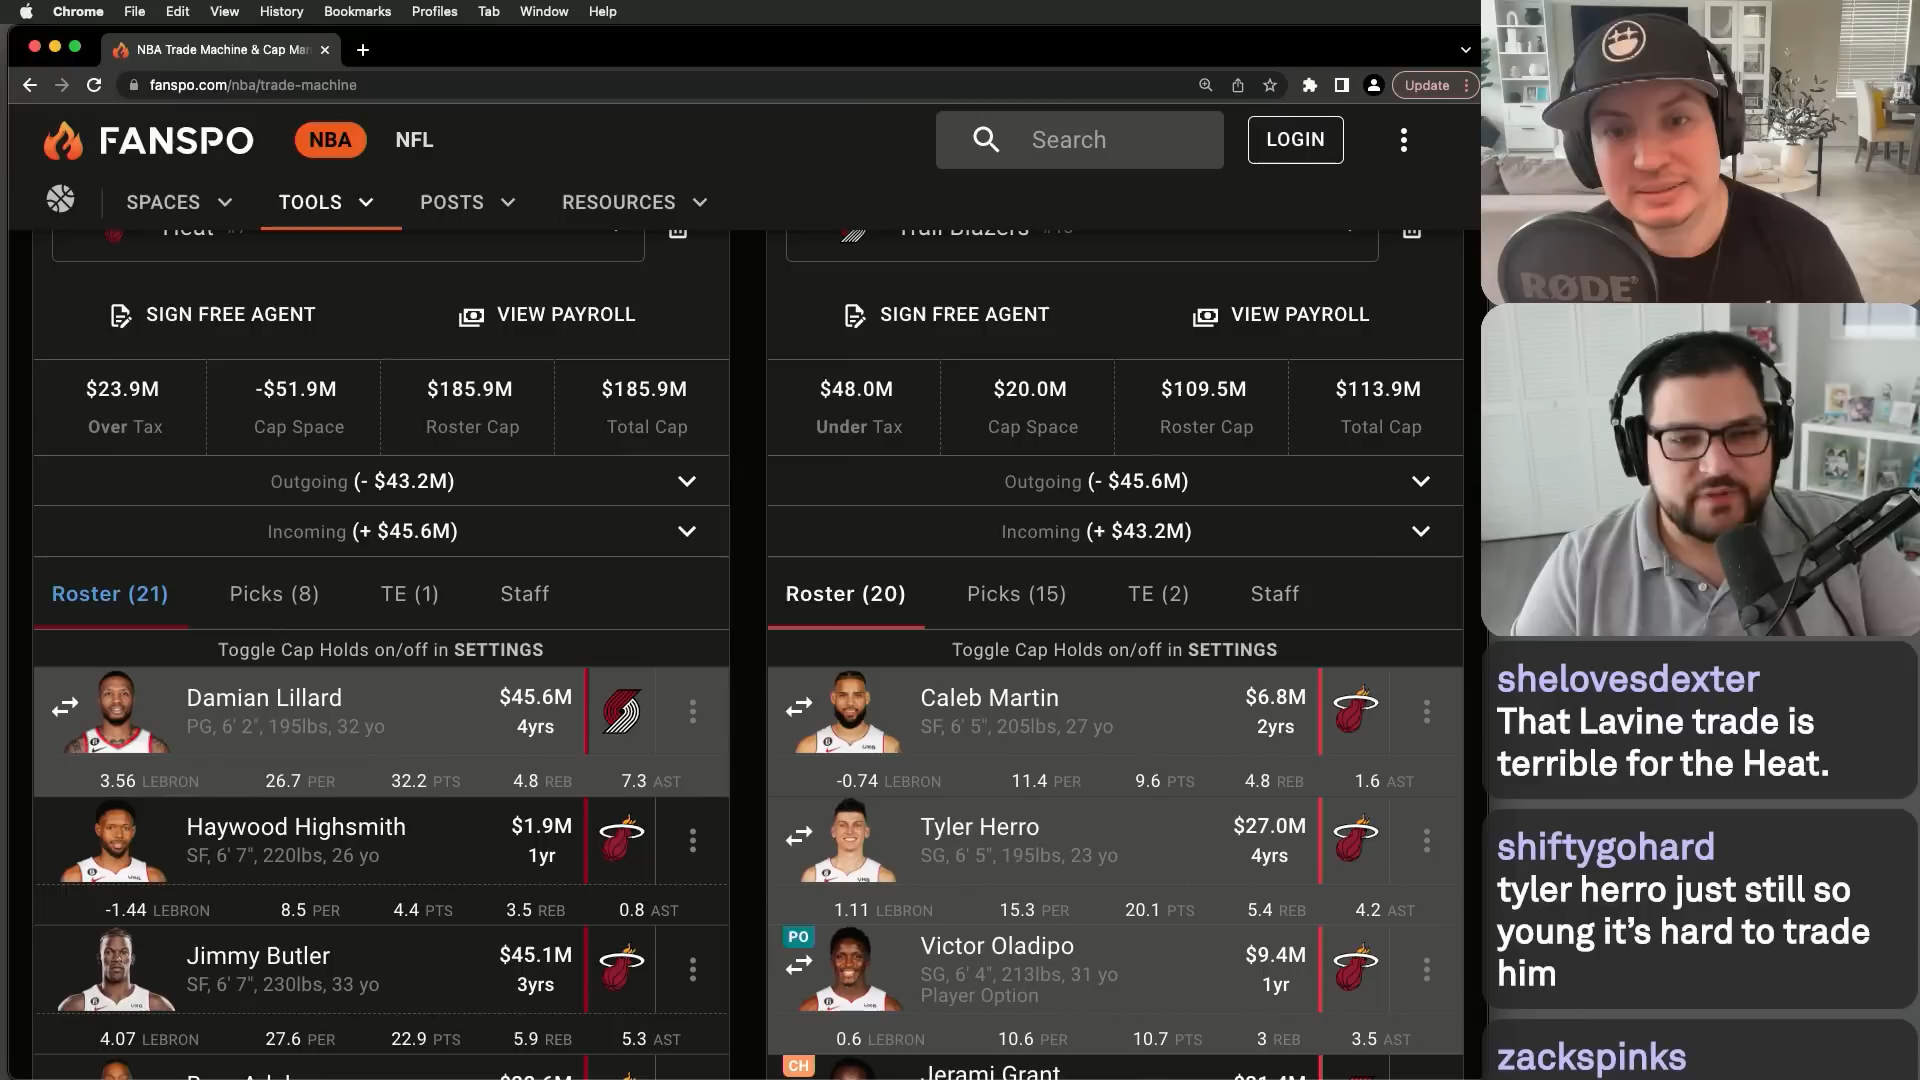 Chrome File Edit View History Bookmarks Profiles Tab Window Help
NBA Trade Machine & Cap Ma
fanspo.com/nba/trade-machine
Update
FANSPO NBA NFL
Search
LOGIN
SPACES TOOLS POSTS RESOURCES
Heat
Trail Blazers
SIGN FREE AGENT VIEW PAYROLL
SIGN FREE AGENT VIEW PAYROLL
$23.9M -$51.9M $185.9M $185.9M
Over Tax Cap Space Roster Cap Total Cap
$48.0M $20.0M $109.5M $113.9M
Under Tax Cap Space Roster Cap Total Cap
Outgoing (- $43.2M)
Incoming (+ $45.6M)
Outgoing (- $45.6M)
Incoming (+ $43.2M)
Roster (21) Picks (8) TE (1) Staff
Toggle Cap Holds on/off in SETTINGS
Damian Lillard $45.6M
PG, 6' 2", 195lbs, 32 yo 4yrs
3.56 LEBRON 26.7 PER 32.2 PTS 4.8 REB 7.3 AST
Haywood Highsmith $1.9M
SF, 6' 7", 220lbs, 26 yo 1yr
-1.44 LEBRON 8.5 PER 4.4 PTS 3.5 REB 0.8 AST
Jimmy Butler $45.1M
SF, 6' 7", 230lbs, 33 yo 3yrs
4.07 LEBRON 27.6 PER 22.9 PTS 5.9 REB 5.3 AST
Roster (20) Picks (15) TE (2) Staff
Toggle Cap Holds on/off in SETTINGS
Caleb Martin $6.8M
SF, 6' 5", 205lbs, 27 yo 2yrs
-0.74 LEBRON 11.4 PER 9.6 PTS 4.8 REB 1.6 AST
Tyler Herro $27.0M
SG, 6' 5", 195lbs, 23 yo 4yrs
1.11 LEBRON 15.3 PER 20.1 PTS 5.4 REB 4.2 AST
PO
Victor Oladipo $9.4M
SG, 6' 4", 213lbs, 31 yo 1yr
Player Option
0.6 LEBRON 10.6 PER 10.7 PTS 3 REB 3.5 AST
CH
Jerami Grant
RØDE
shelovesdexter
That Lavine trade is
terrible for the Heat.
shiftygohard
tyler herro just still so
young it's hard to trade
him
zackspinks